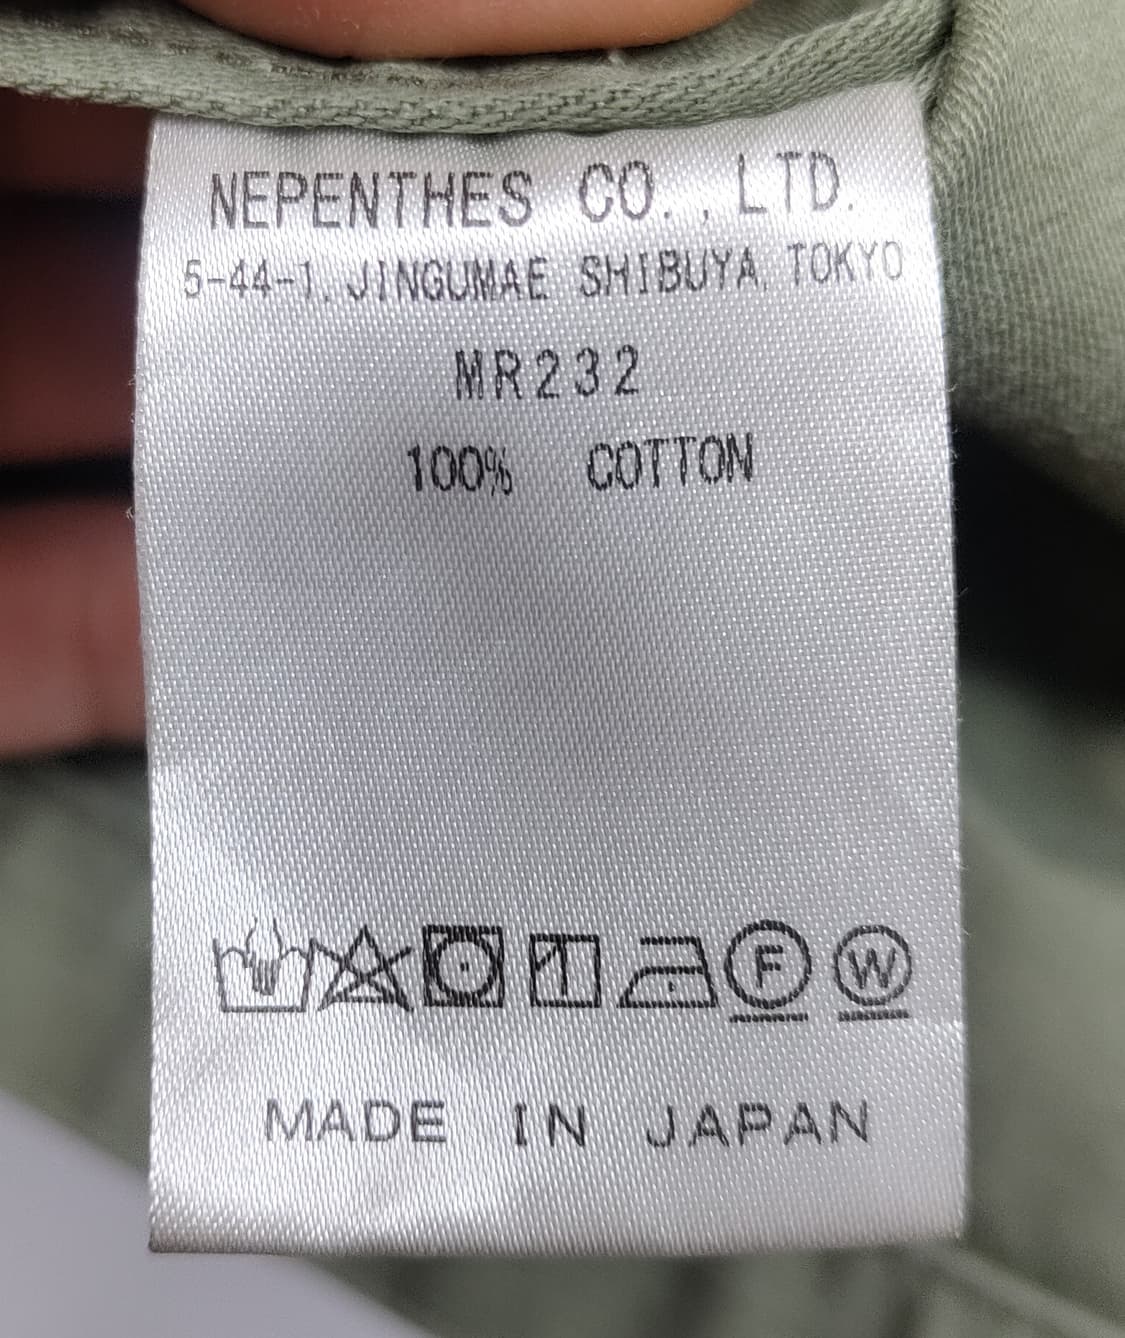 NEPENTHES CO., LTD.
5-44-1, JINGUMAE SHIBUYA, TOKYO
MR232
100% COTTON
F W
MADE IN JAPAN